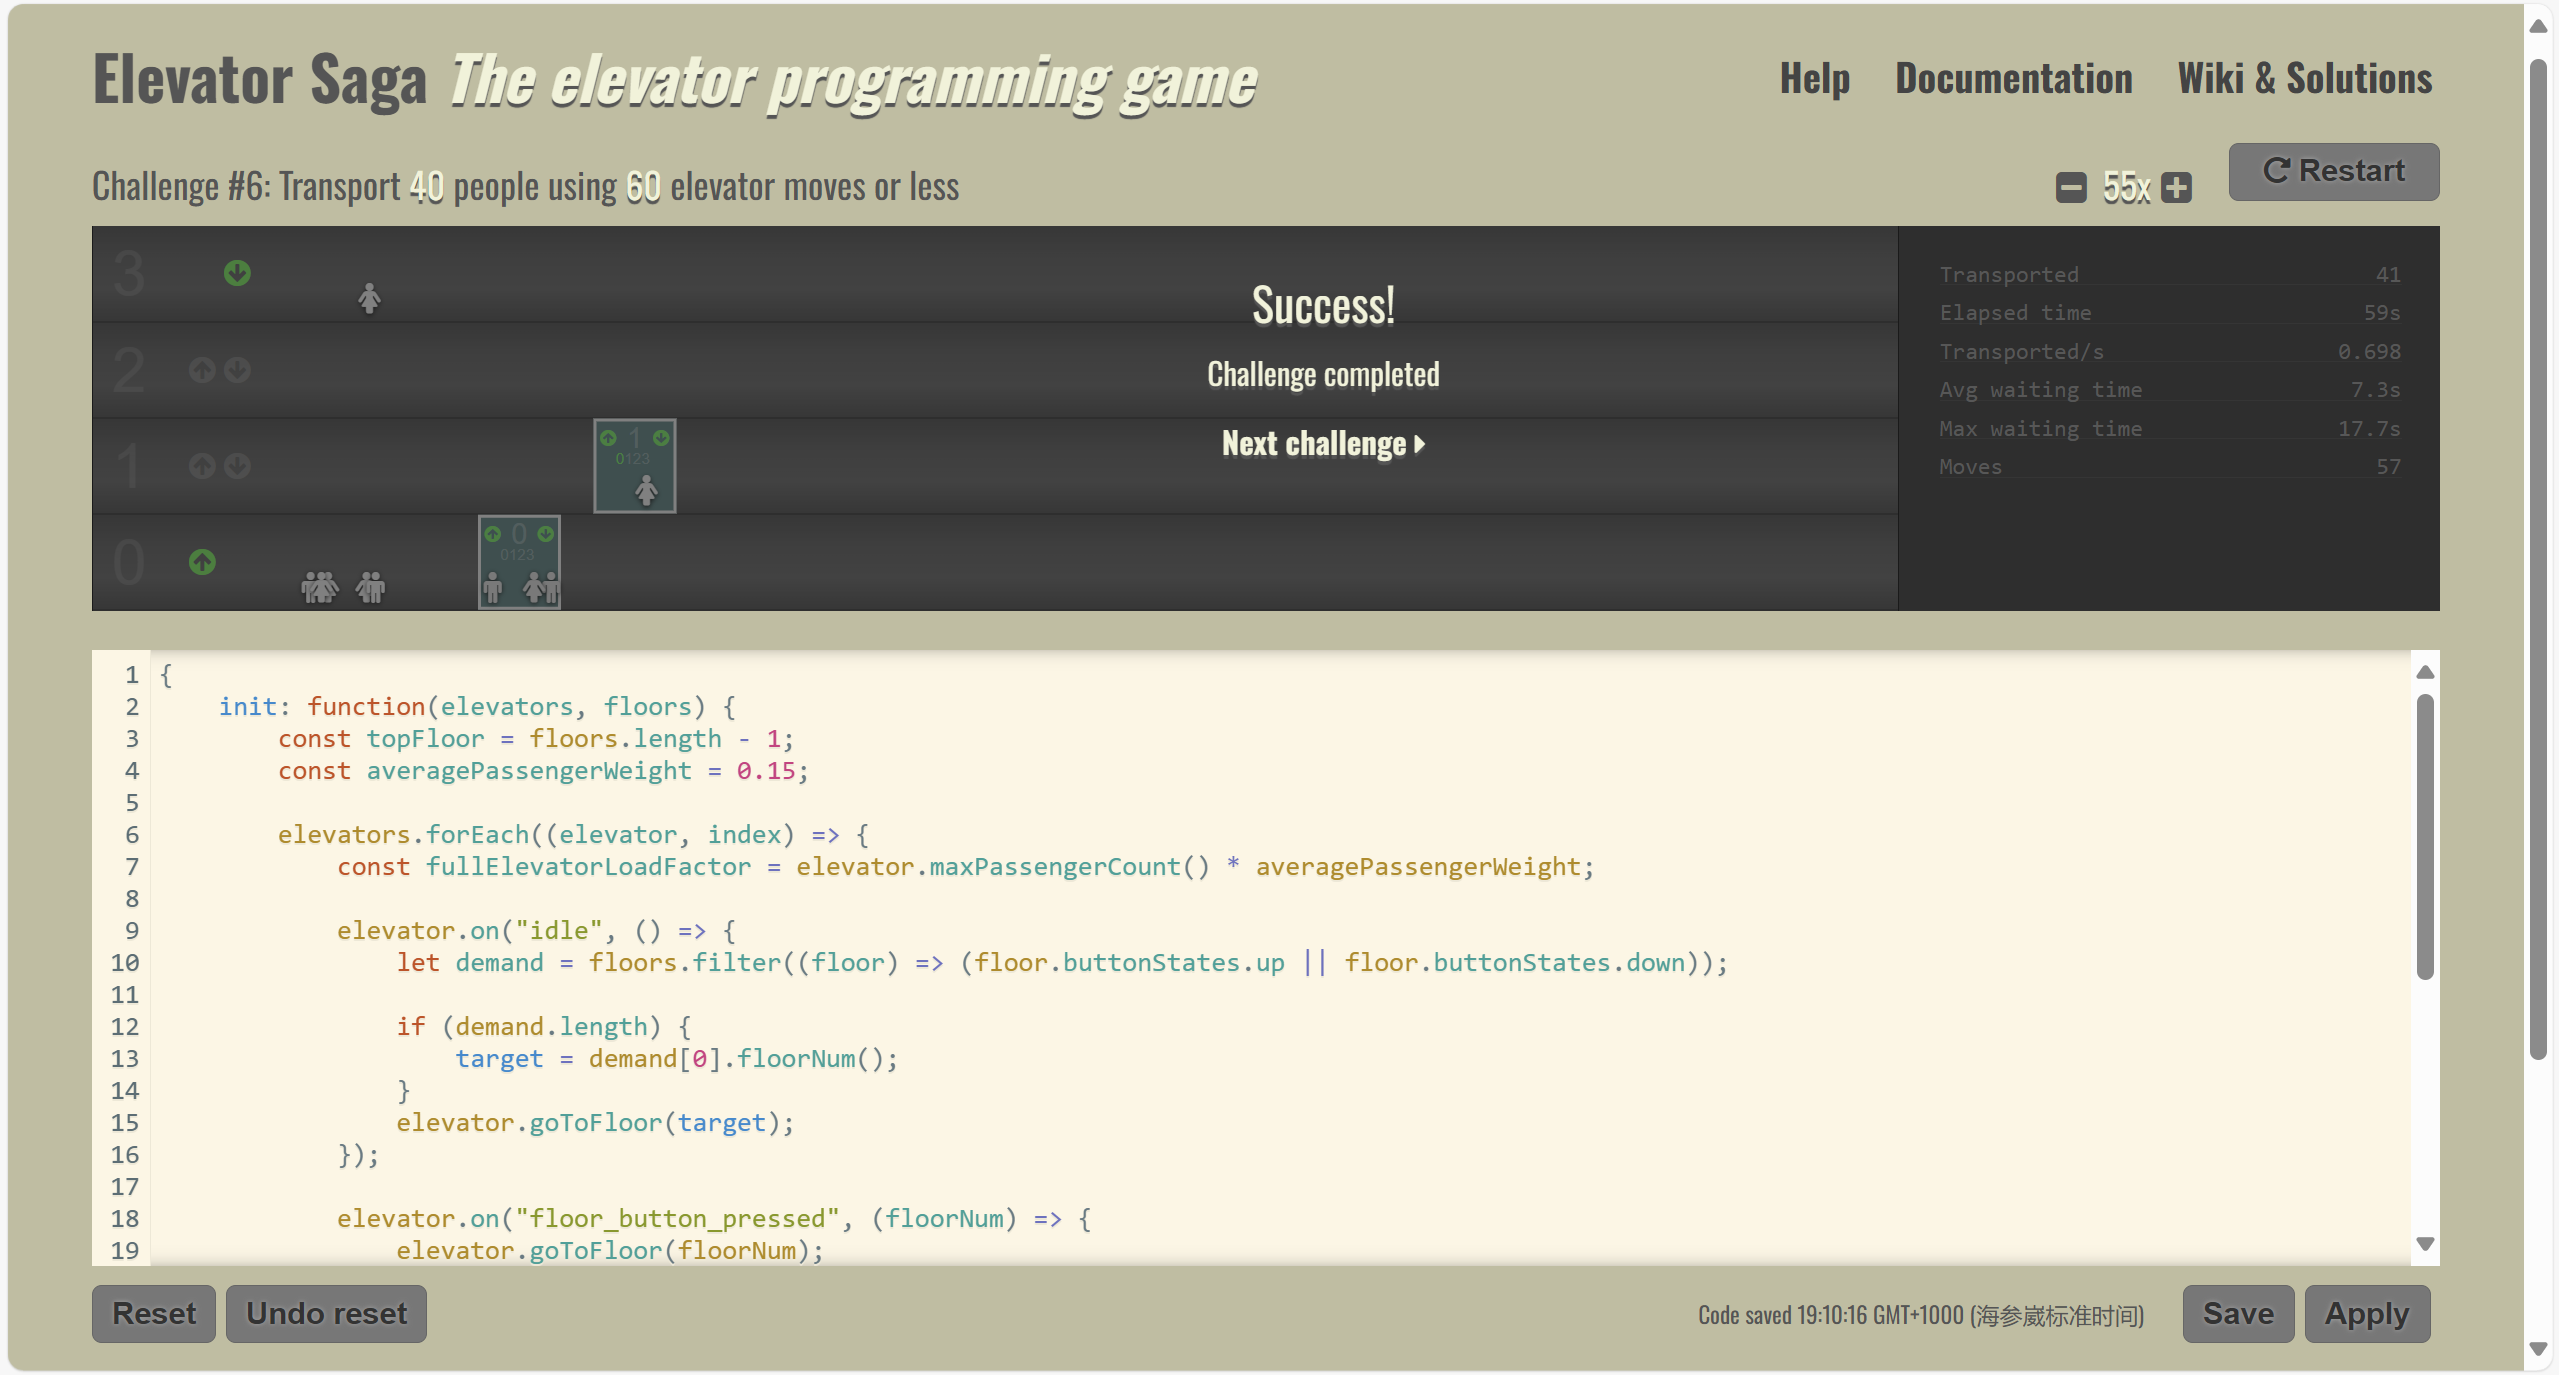 Elevator Saga The elevator programming game
Help Documentation Wiki & Solutions
Challenge #6: Transport 40 people using 60 elevator moves or less
55x Restart
3
2
1
0
1
0123
0
0123
Success!
Challenge completed
Next challenge
Transported 41
Elapsed time 59s
Transported/s 0.698
Avg waiting time 7.3s
Max waiting time 17.7s
Moves 57
1 {
2     init: function(elevators, floors) {
3         const topFloor = floors.length - 1;
4         const averagePassengerWeight = 0.15;
5
6         elevators.forEach((elevator, index) => {
7             const fullElevatorLoadFactor = elevator.maxPassengerCount() * averagePassengerWeight;
8
9             elevator.on("idle", () => {
10                 let demand = floors.filter((floor) => (floor.buttonStates.up || floor.buttonStates.down));
11
12                 if (demand.length) {
13                     target = demand[0].floorNum();
14                 }
15                 elevator.goToFloor(target);
16             });
17
18             elevator.on("floor_button_pressed", (floorNum) => {
19                 elevator.goToFloor(floorNum);
Reset Undo reset
Code saved 19:10:16 GMT+1000 (海参崴标准时间)
Save Apply